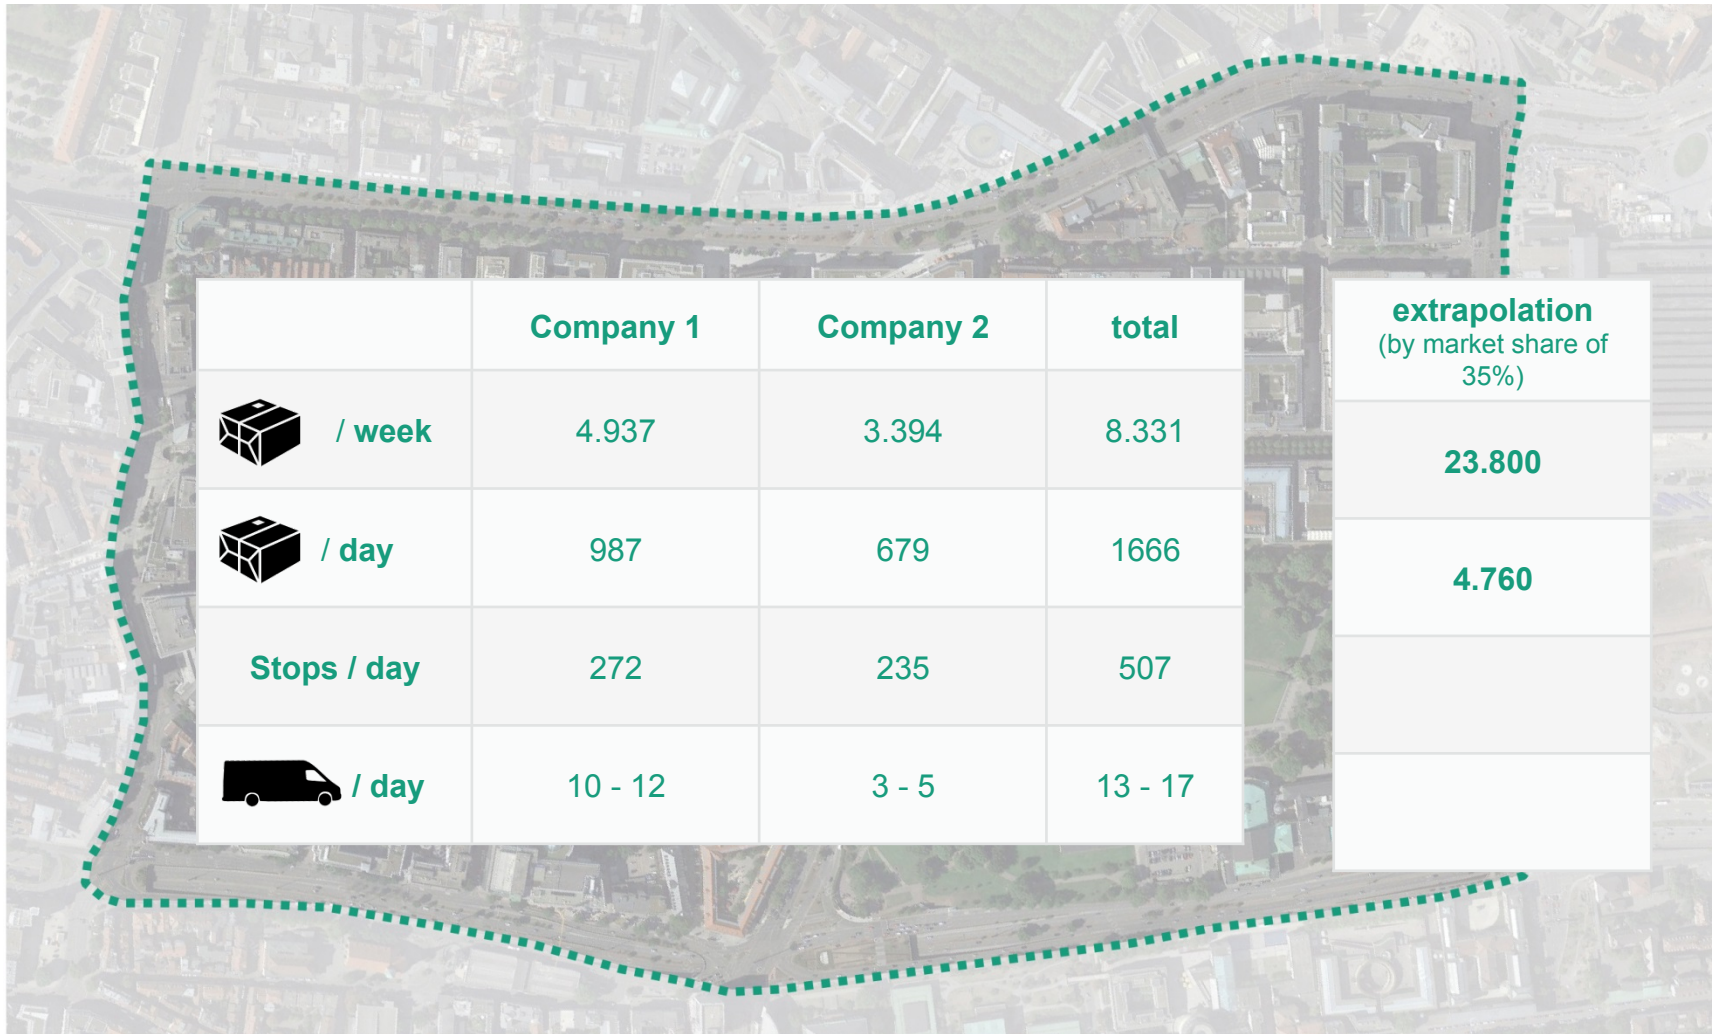 Company 1 Company 2 total
/ week 4.937 3.394 8.331
/ day 987 679 1666
Stops / day 272 235 507
/ day 10 - 12 3 - 5 13 - 17
extrapolation
(by market share of
35%)
23.800
4.760